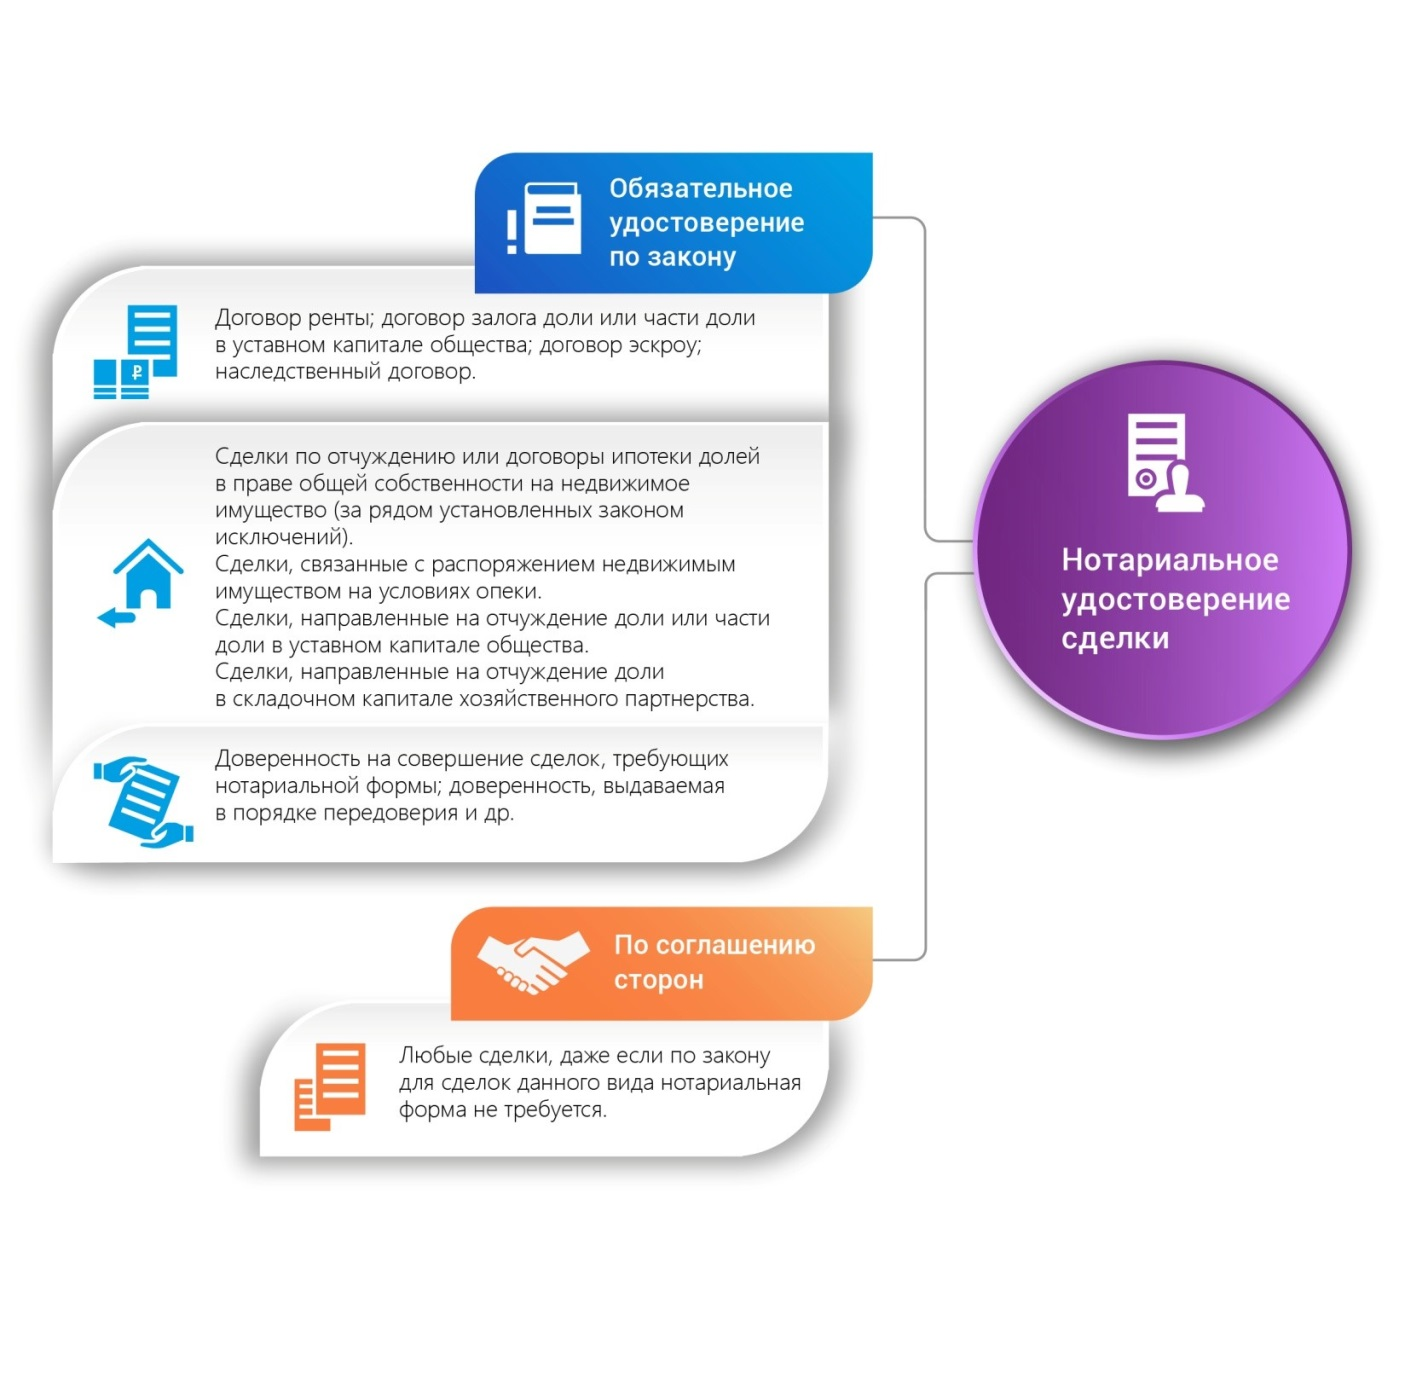 Обязательное
удостоверение
по закону
Договор ренты; договор залога доли или части доли
в уставном капитале общества; договор эскроу;
наследственный договор.
Сделки по отчуждению или договоры ипотеки долей
в праве общей собственности на недвижимое
имущество (за рядом установленных законом
исключений).
Сделки, связанные с распоряжением недвижимым
имуществом на условиях опеки.
Сделки, направленные на отчуждение доли или части
доли в уставном капитале общества.
Сделки, направленные на отчуждение доли
в складочном капитале хозяйственного партнерства.
Доверенность на совершение сделок, требующих
нотариальной формы; доверенность, выдаваемая
в порядке передоверия и др.
Нотариальное
удостоверение
сделки
По соглашению
сторон
Любые сделки, даже если по закону
для сделок данного вида нотариальная
форма не требуется.